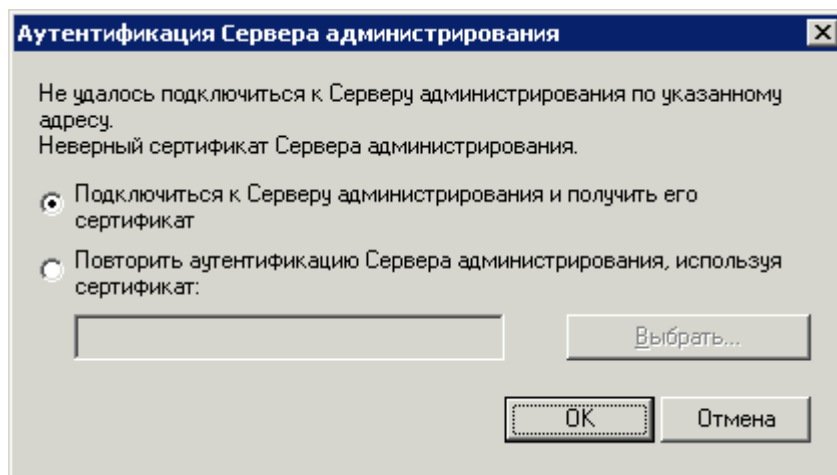 Аутентификация Сервера администрирования
Не удалось подключиться к Серверу администрирования по указанному
адресу.
Неверный сертификат Сервера администрирования.
Подключиться к Серверу администрирования и получить его
сертификат
Повторить аутентификацию Сервера администрирования, используя
сертификат:
Выбрать...
ОК
Отмена